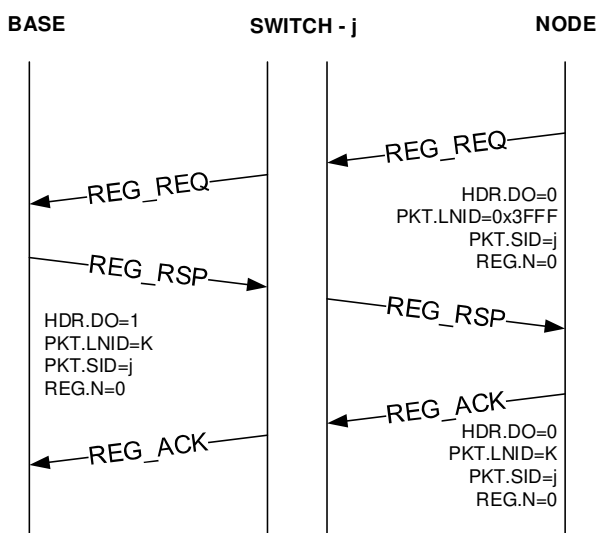 BASE
SWITCH - j
NODE
REG_REQ
REG_REQ
HDR.DO=0
PKT.LNID=0x3FFF
PKT.SID=j
REG.N=0
REG_RSP
REG_RSP
HDR.DO=1
PKT.LNID=K
PKT.SID=j
REG.N=0
REG_ACK
REG_ACK
HDR.DO=0
PKT.LNID=K
PKT.SID=j
REG.N=0